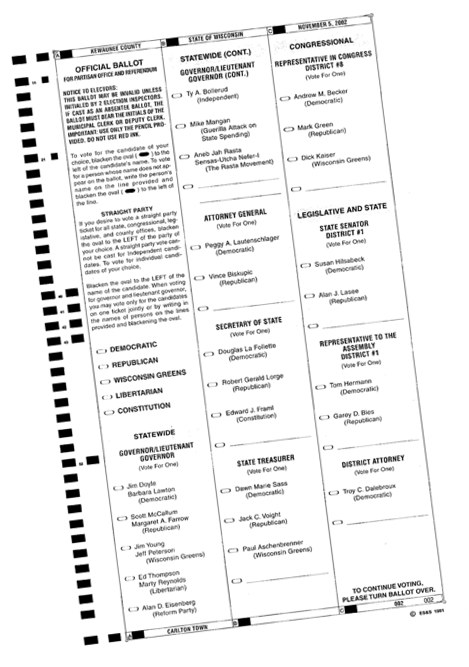 KEWAUNEE COUNTY
STATE OF WISCONSIN
NOVEMBER 5, 2002
A
B
C
OFFICIAL BALLOT
FOR PARTISAN OFFICE AND REFERENDUM
NOTICE TO ELECTORS:
THIS BALLOT MAY BE INVALID UNLESS
INITIALED BY 2 ELECTION INSPECTORS.
IF CAST AS AN ABSENTEE BALLOT, THE
BALLOT MUST BEAR THE INITIALS OF THE
MUNICIPAL CLERK OR DEPUTY CLERK.
IMPORTANT: USE ONLY THE PENCIL PRO-
VIDED. DO NOT USE RED INK.
To vote for the candidate of your
choice, blacken the oval ( ) to the
left of the candidate's name. To vote
for a person whose name does not ap-
pear on the ballot, write the person's
name on the line provided and
blacken the oval ( ) to the left of
the line.
STRAIGHT PARTY
If you desire to vote a straight party
ticket for all state, congressional, leg-
islative, and county offices, blacken
the oval to the LEFT of the party of
your choice. A straight party vote can-
not be cast for Independent candi-
dates. To vote for individual candi-
dates of your choice.
Blacken the oval to the LEFT of the
name of the candidate. When voting
for governor and lieutenant governor,
you may vote only for the candidates
on one ticket jointly or by writing in
the names of persons on the lines
provided and blackening the oval.
DEMOCRATIC
REPUBLICAN
WISCONSIN GREENS
LIBERTARIAN
CONSTITUTION
STATEWIDE
GOVERNOR/LIEUTENANT
GOVERNOR
(Vote For One)
Jim Doyle
Barbara Lawton
(Democratic)
Scott McCallum
Margaret A. Farrow
(Republican)
Jim Young
Jeff Peterson
(Wisconsin Greens)
Ed Thompson
Marty Reynolds
(Libertarian)
Alan D. Eisenberg
(Reform Party)
STATEWIDE (CONT.)
GOVERNOR/LIEUTENANT
GOVERNOR (CONT.)
Ty A. Bollerud
(Independent)
Mike Mangan
(Guerilla Attack on
State Spending)
Aneb Jah Rasta
Sensas-Utcha Nefer-I
(The Rasta Movement)
ATTORNEY GENERAL
(Vote For One)
Peggy A. Lautenschlager
(Democratic)
Vince Biskupic
(Republican)
SECRETARY OF STATE
(Vote For One)
Douglas La Follette
(Democratic)
Robert Gerald Lorge
(Republican)
Edward J. Frami
(Constitution)
STATE TREASURER
(Vote For One)
Dawn Marie Sass
(Democratic)
Jack C. Voight
(Republican)
Paul Aschenbrenner
(Wisconsin Greens)
CONGRESSIONAL
REPRESENTATIVE IN CONGRESS
DISTRICT #8
(Vote For One)
Andrew M. Becker
(Democratic)
Mark Green
(Republican)
Dick Kaiser
(Wisconsin Greens)
LEGISLATIVE AND STATE
STATE SENATOR
DISTRICT #1
(Vote For One)
Susan Hilsabeck
(Democratic)
Alan J. Lasee
(Republican)
REPRESENTATIVE TO THE
ASSEMBLY
DISTRICT #1
(Vote For One)
Tom Hermann
(Democratic)
Garey D. Bies
(Republican)
DISTRICT ATTORNEY
(Vote For One)
Troy C. Dalebroux
(Democratic)
TO CONTINUE VOTING,
PLEASE TURN BALLOT OVER.
002 002
CARLTON TOWN
A
B
C